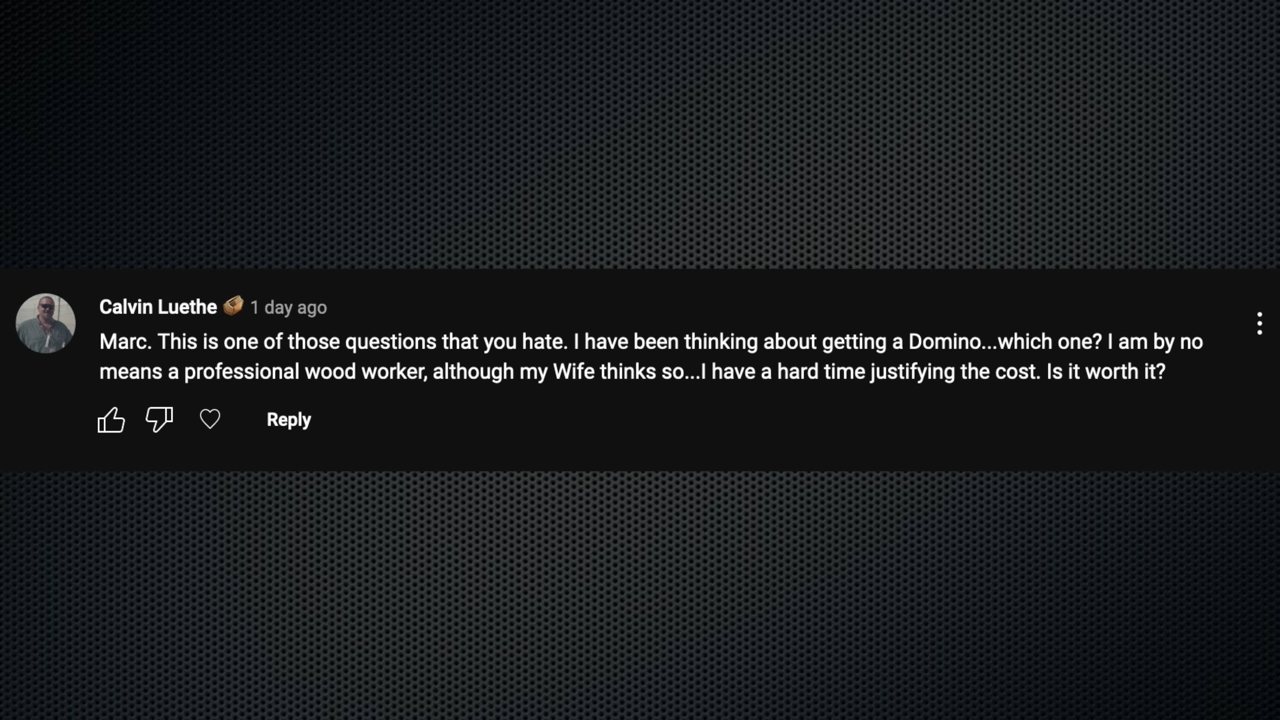 Calvin Luethe 1 day ago
Marc. This is one of those questions that you hate. I have been thinking about getting a Domino...which one? I am by no
means a professional wood worker, although my Wife thinks so...I have a hard time justifying the cost. Is it worth it?
Reply